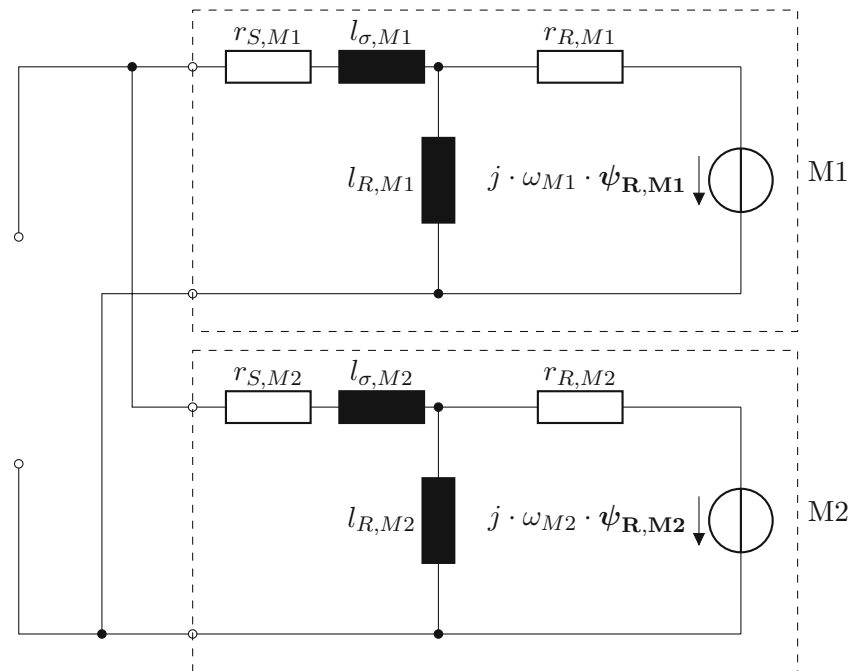 r_{S,M1} l_{σ,M1} r_{R,M1}
l_{R,M1} j · ω_{M1} · ψ_{R,M1} M1
r_{S,M2} l_{σ,M2} r_{R,M2}
l_{R,M2} j · ω_{M2} · ψ_{R,M2} M2